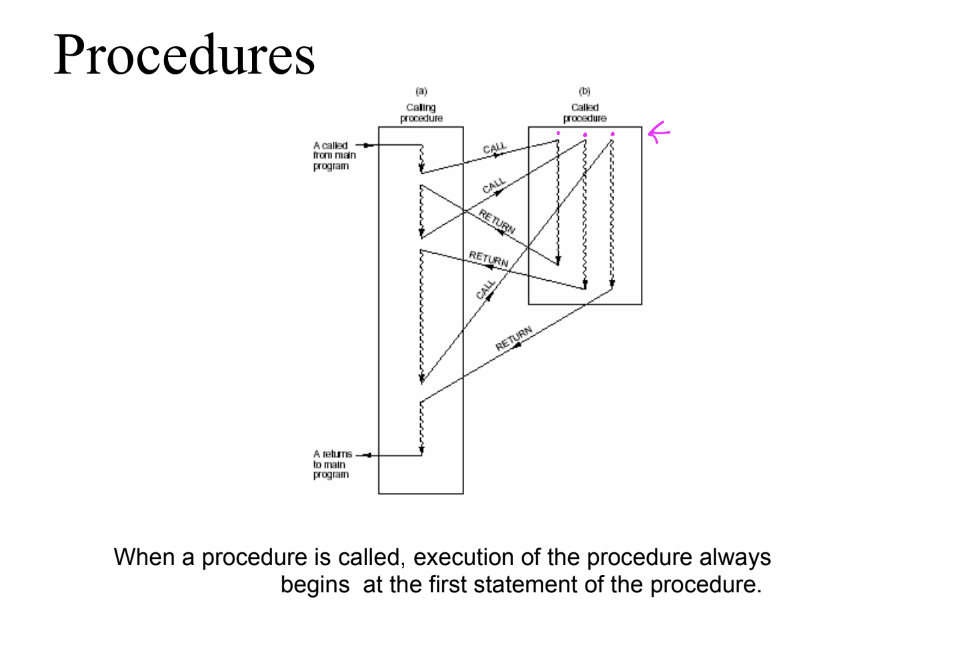 Procedures
(a)
Calling
procedure
(b)
Called
procedure
A called
from main
program
CALL
CALL
RETURN
RETURN
CALL
RETURN
A returns
to main
program
When a procedure is called, execution of the procedure always
begins at the first statement of the procedure.